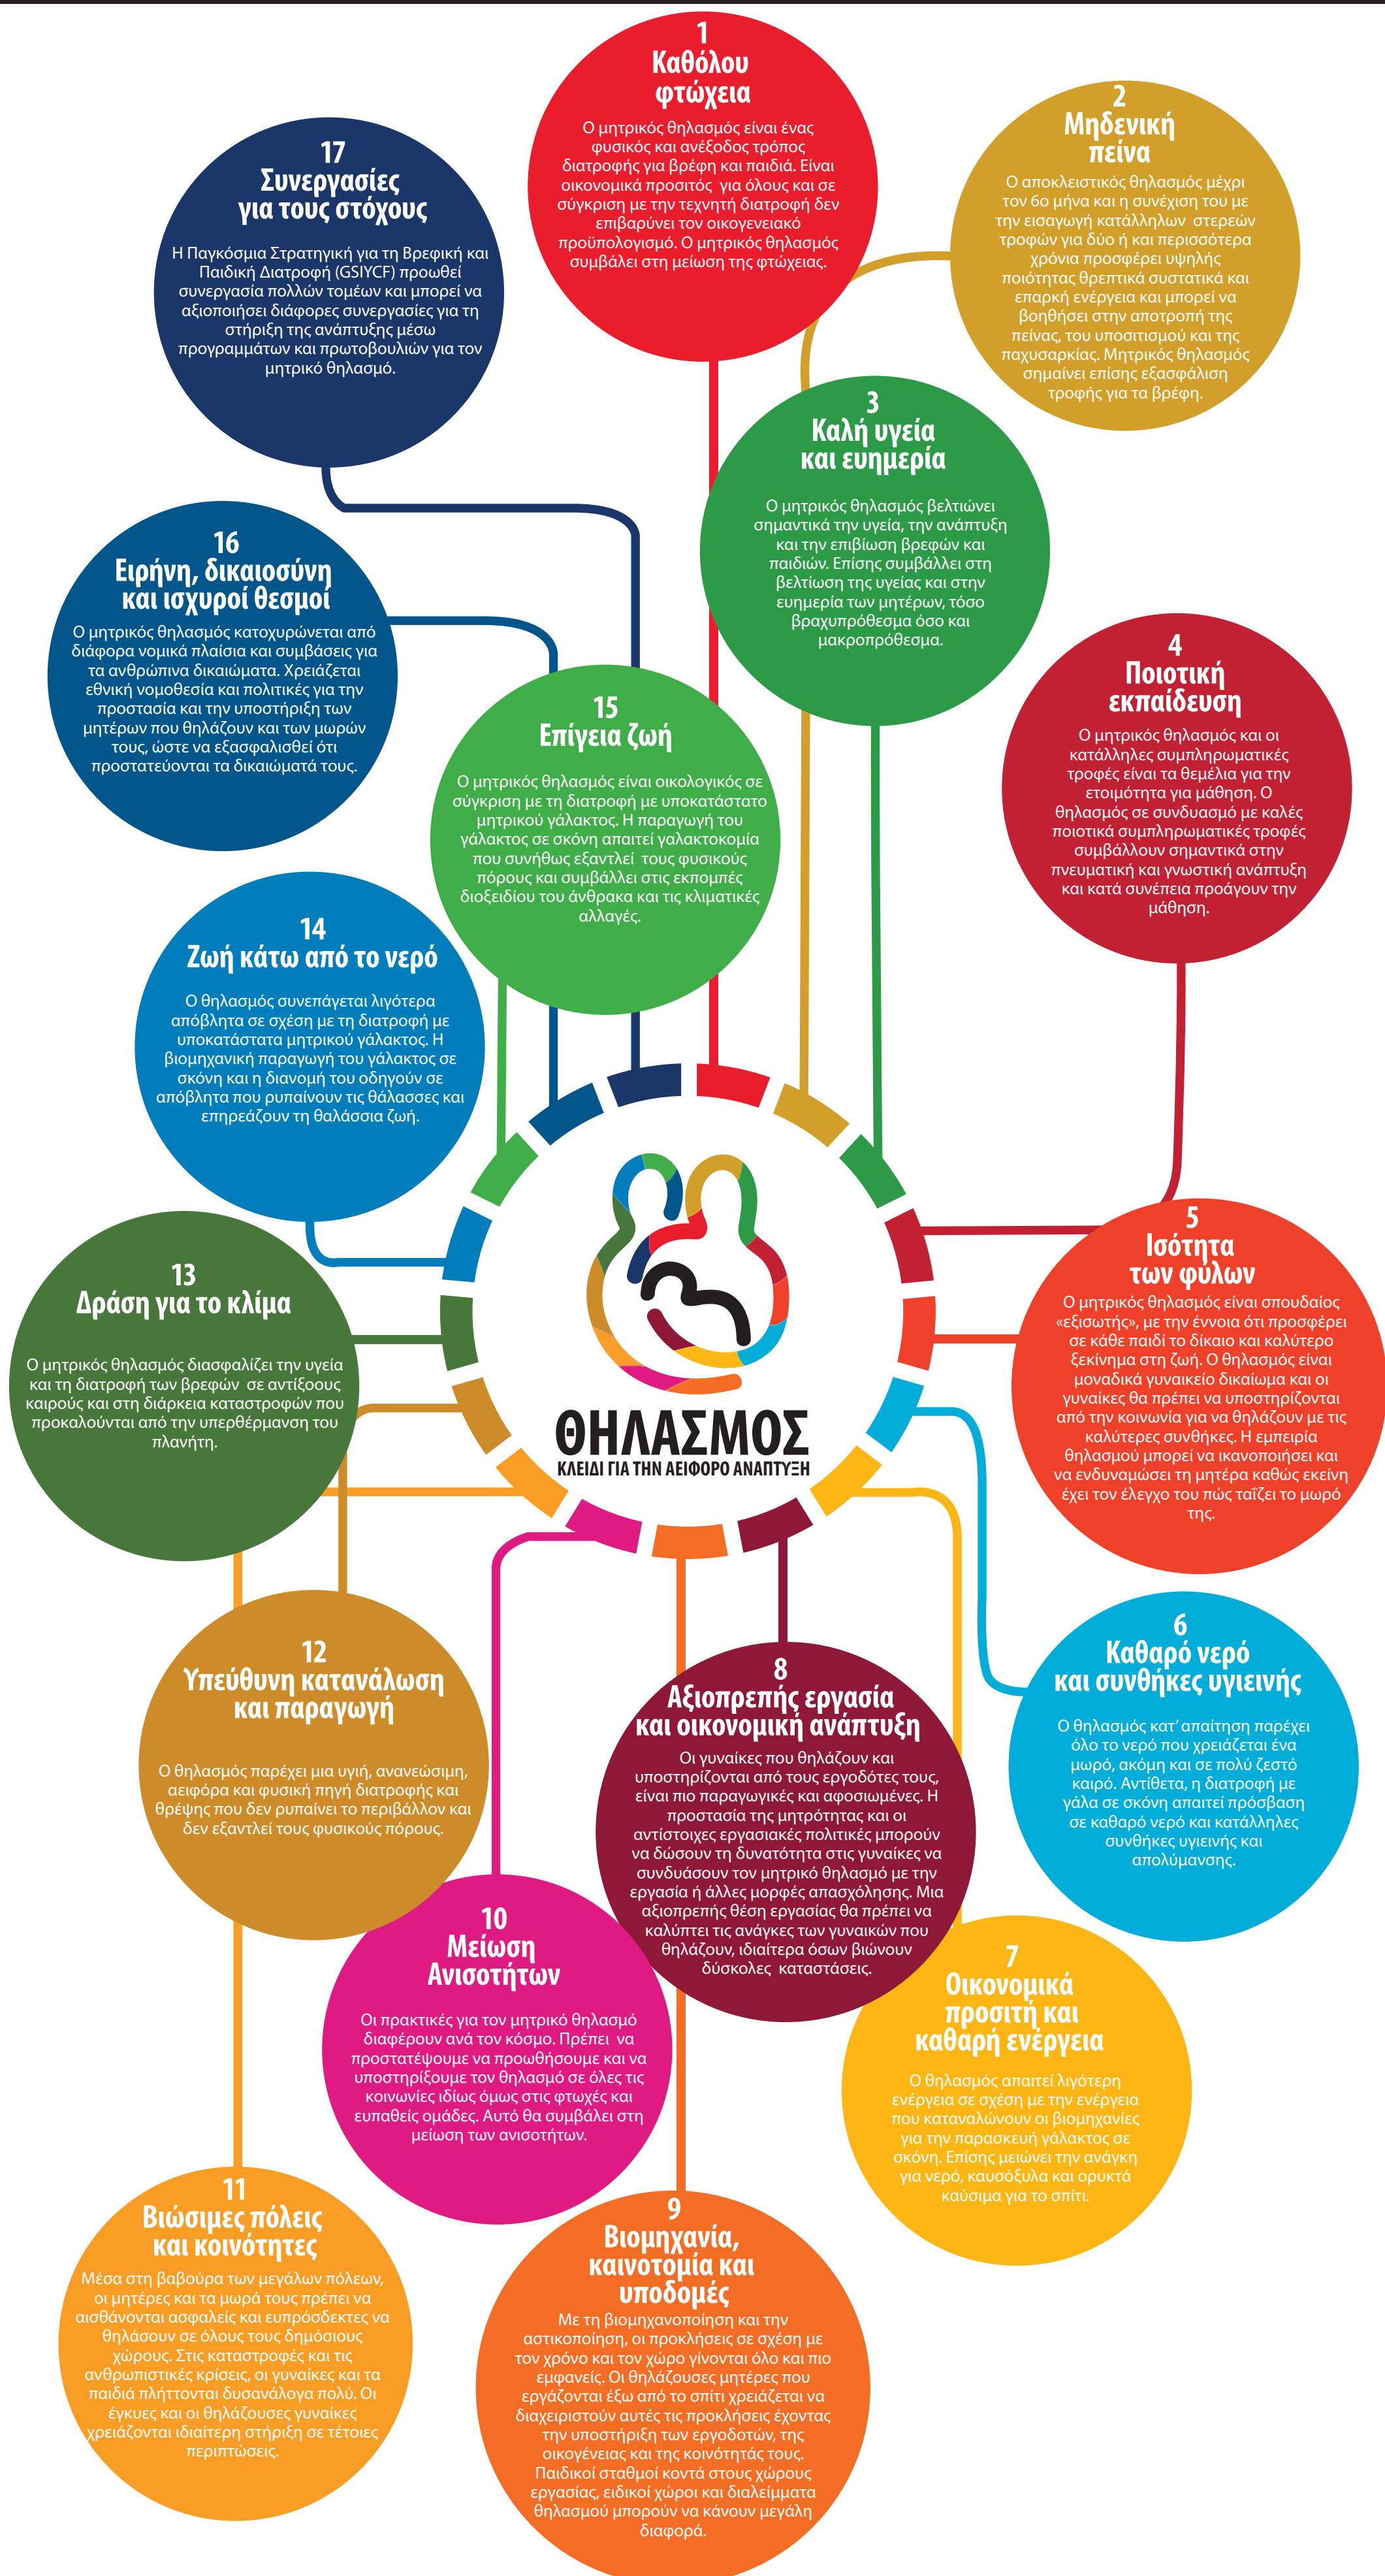 1
Καθόλου
φτώχεια
Ο μητρικός θηλασμός είναι ένας
φυσικός και ανέξοδος τρόπος
διατροφής για βρέφη και παιδιά. Είναι
οικονομικά προσιτός για όλους και σε
σύγκριση με την τεχνητή διατροφή δεν
επιβαρύνει τον οικογενειακό
προϋπολογισμό. Ο μητρικός θηλασμός
συμβάλει στη μείωση της φτώχειας.
2
Μηδενική
πείνα
Ο αποκλειστικός θηλασμός μέχρι
τον 6ο μήνα και η συνέχιση του με
την εισαγωγή κατάλληλων στερεών
τροφών για δύο ή και περισσότερα
χρόνια προσφέρει υψηλής
ποιότητας θρεπτικά συστατικά και
επαρκή ενέργεια και μπορεί να
βοηθήσει στην αποτροπή της
πείνας, του υποσιτισμού και της
παχυσαρκίας. Μητρικός θηλασμός
σημαίνει επίσης εξασφάλιση
τροφής για τα βρέφη.
3
Καλή υγεία
και ευημερία
Ο μητρικός θηλασμός βελτιώνει
σημαντικά την υγεία, την ανάπτυξη
και την επιβίωση βρεφών και
παιδιών. Επίσης συμβάλλει στη
βελτίωση της υγείας και στην
ευημερία των μητέρων, τόσο
βραχυπρόθεσμα όσο και
μακροπρόθεσμα.
4
Ποιοτική
εκπαίδευση
Ο μητρικός θηλασμός και οι
κατάλληλες συμπληρωματικές
τροφές είναι τα θεμέλια για την
ετοιμότητα για μάθηση. Ο
θηλασμός σε συνδυασμό με καλές
ποιοτικά συμπληρωματικές τροφές
συμβάλλουν σημαντικά στην
πνευματική και γνωστική ανάπτυξη
και κατά συνέπεια προάγουν την
μάθηση.
5
Ισότητα
των φύλων
Ο μητρικός θηλασμός είναι σπουδαίος
«εξισωτής», με την έννοια ότι προσφέρει
σε κάθε παιδί το δίκαιο και καλύτερο
ξεκίνημα στη ζωή. Ο θηλασμός είναι
μοναδικά γυναικείο δικαίωμα και οι
γυναίκες θα πρέπει να υποστηρίζονται
από την κοινωνία για να θηλάζουν με τις
καλύτερες συνθήκες. Η εμπειρία
θηλασμού μπορεί να ικανοποιήσει και
να ενδυναμώσει τη μητέρα καθώς εκείνη
έχει τον έλεγχο του πώς ταΐζει το μωρό
της.
6
Καθαρό νερό
και συνθήκες υγιεινής
Ο θηλασμός κατ' απαίτηση παρέχει
όλο το νερό που χρειάζεται ένα
μωρό, ακόμη και σε πολύ ζεστό
καιρό. Αντίθετα, η διατροφή με
γάλα σε σκόνη απαιτεί πρόσβαση
σε καθαρό νερό και κατάλληλες
συνθήκες υγιεινής και
απολύμανσης.
7
Οικονομικά
προσιτή και
καθαρή ενέργεια
Ο θηλασμός απαιτεί λιγότερη
ενέργεια σε σχέση με την ενέργεια
που καταναλώνουν οι βιομηχανίες
για την παρασκευή γάλακτος σε
σκόνη. Επίσης μειώνει την ανάγκη
για νερό, καυσόξυλα και ορυκτά
καύσιμα για το σπίτι.
8
Αξιοπρεπής εργασία
και οικονομική ανάπτυξη
Οι γυναίκες που θηλάζουν και
υποστηρίζονται από τους εργοδότες τους,
είναι πιο παραγωγικές και αφοσιωμένες. Η
προστασία της μητρότητας και οι
αντίστοιχες εργασιακές πολιτικές μπορούν
να δώσουν τη δυνατότητα στις γυναίκες να
συνδυάσουν τον μητρικό θηλασμό με την
εργασία ή άλλες μορφές απασχόλησης. Μια
αξιοπρεπής θέση εργασίας θα πρέπει να
καλύπτει τις ανάγκες των γυναικών που
θηλάζουν, ιδιαίτερα όσων βιώνουν
δύσκολες καταστάσεις.
9
Βιομηχανία,
καινοτομία και
υποδομές
Με τη βιομηχανοποίηση και την
αστικοποίηση, οι προκλήσεις σε σχέση με
τον χρόνο και τον χώρο γίνονται όλο και πιο
εμφανείς. Οι θηλάζουσες μητέρες που
εργάζονται έξω από το σπίτι χρειάζεται να
διαχειριστούν αυτές τις προκλήσεις έχοντας
την υποστήριξη των εργοδοτών, της
οικογένειας και της κοινότητάς τους.
Παιδικοί σταθμοί κοντά στους χώρους
εργασίας, ειδικοί χώροι και διαλείμματα
θηλασμού μπορούν να κάνουν μεγάλη
διαφορά.
10
Μείωση
Ανισοτήτων
Οι πρακτικές για τον μητρικό θηλασμό
διαφέρουν ανά τον κόσμο. Πρέπει να
προστατέψουμε να προωθήσουμε και να
υποστηρίξουμε τον θηλασμό σε όλες τις
κοινωνίες ιδίως όμως στις φτωχές και
ευπαθείς ομάδες. Αυτό θα συμβάλει στη
μείωση των ανισοτήτων.
11
Βιώσιμες πόλεις
και κοινότητες
Μέσα στη βαβούρα των μεγάλων πόλεων,
οι μητέρες και τα μωρά τους πρέπει να
αισθάνονται ασφαλείς και ευπρόσδεκτες να
θηλάσουν σε όλους τους δημόσιους
χώρους. Στις καταστροφές και τις
ανθρωπιστικές κρίσεις, οι γυναίκες και τα
παιδιά πλήττονται δυσανάλογα πολύ. Οι
έγκυες και οι θηλάζουσες γυναίκες
χρειάζονται ιδιαίτερη στήριξη σε τέτοιες
περιπτώσεις.
12
Υπεύθυνη κατανάλωση
και παραγωγή
Ο θηλασμός παρέχει μια υγιή, ανανεώσιμη,
αειφόρα και φυσική πηγή διατροφής και
θρέψης που δεν ρυπαίνει το περιβάλλον και
δεν εξαντλεί τους φυσικούς πόρους.
13
Δράση για το κλίμα
Ο μητρικός θηλασμός διασφαλίζει την υγεία
και τη διατροφή των βρεφών σε αντίξοους
καιρούς και στη διάρκεια καταστροφών που
προκαλούνται από την υπερθέρμανση του
πλανήτη.
14
Ζωή κάτω από το νερό
Ο θηλασμός συνεπάγεται λιγότερα
απόβλητα σε σχέση με τη διατροφή με
υποκατάστατα μητρικού γάλακτος. Η
βιομηχανική παραγωγή του γάλακτος σε
σκόνη και η διανομή του οδηγούν σε
απόβλητα που ρυπαίνουν τις θάλασσες και
επηρεάζουν τη θαλάσσια ζωή.
15
Επίγεια ζωή
Ο μητρικός θηλασμός είναι οικολογικός σε
σύγκριση με τη διατροφή με υποκατάστατο
μητρικού γάλακτος. Η παραγωγή του
γάλακτος σε σκόνη απαιτεί γαλακτοκομία
που συνήθως εξαντλεί τους φυσικούς
πόρους και συμβάλλει στις εκπομπές
διοξειδίου του άνθρακα και τις κλιματικές
αλλαγές.
16
Ειρήνη, δικαιοσύνη
και ισχυροί θεσμοί
Ο μητρικός θηλασμός κατοχυρώνεται από
διάφορα νομικά πλαίσια και συμβάσεις για
τα ανθρώπινα δικαιώματα. Χρειάζεται
εθνική νομοθεσία και πολιτικές για την
προστασία και την υποστήριξη των
μητέρων που θηλάζουν και των μωρών
τους, ώστε να εξασφαλισθεί ότι
προστατεύονται τα δικαιώματά τους.
17
Συνεργασίες
για τους στόχους
Η Παγκόσμια Στρατηγική για τη Βρεφική και
Παιδική Διατροφή (GSIYCF) προωθεί
συνεργασία πολλών τομέων και μπορεί να
αξιοποιήσει διάφορες συνεργασίες για τη
στήριξη της ανάπτυξης μέσω
προγραμμάτων και πρωτοβουλιών για τον
μητρικό θηλασμό.
ΘΗΛΑΣΜΟΣ
ΚΛΕΙΔΙ ΓΙΑ ΤΗΝ ΑΕΙΦΟΡΟ ΑΝΑΠΤΥΞΗ